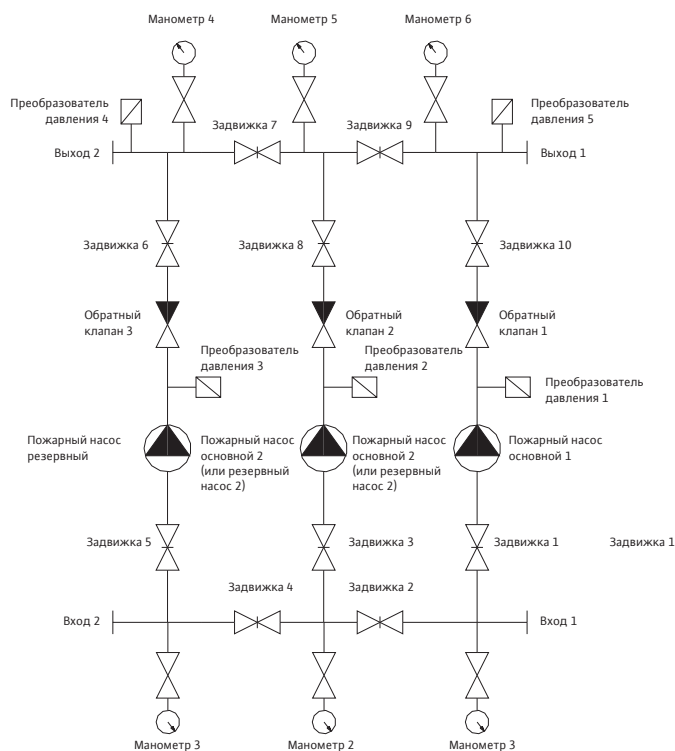 Манометр 4
Манометр 5
Манометр 6
Преобразователь
давления 4
Преобразователь
давления 5
Задвижка 7
Задвижка 9
Выход 2
Выход 1
Задвижка 6
Задвижка 8
Задвижка 10
Обратный
клапан 3
Обратный
клапан 2
Обратный
клапан 1
Преобразователь
давления 3
Преобразователь
давления 2
Преобразователь
давления 1
Пожарный насос
резервный
Пожарный насос
основной 2
(или резервный
насос 2)
Пожарный насос
основной 2
(или резервный
насос 2)
Пожарный насос
основной 1
Задвижка 5
Задвижка 3
Задвижка 1
Задвижка 1
Задвижка 4
Задвижка 2
Вход 2
Вход 1
Манометр 3
Манометр 2
Манометр 3